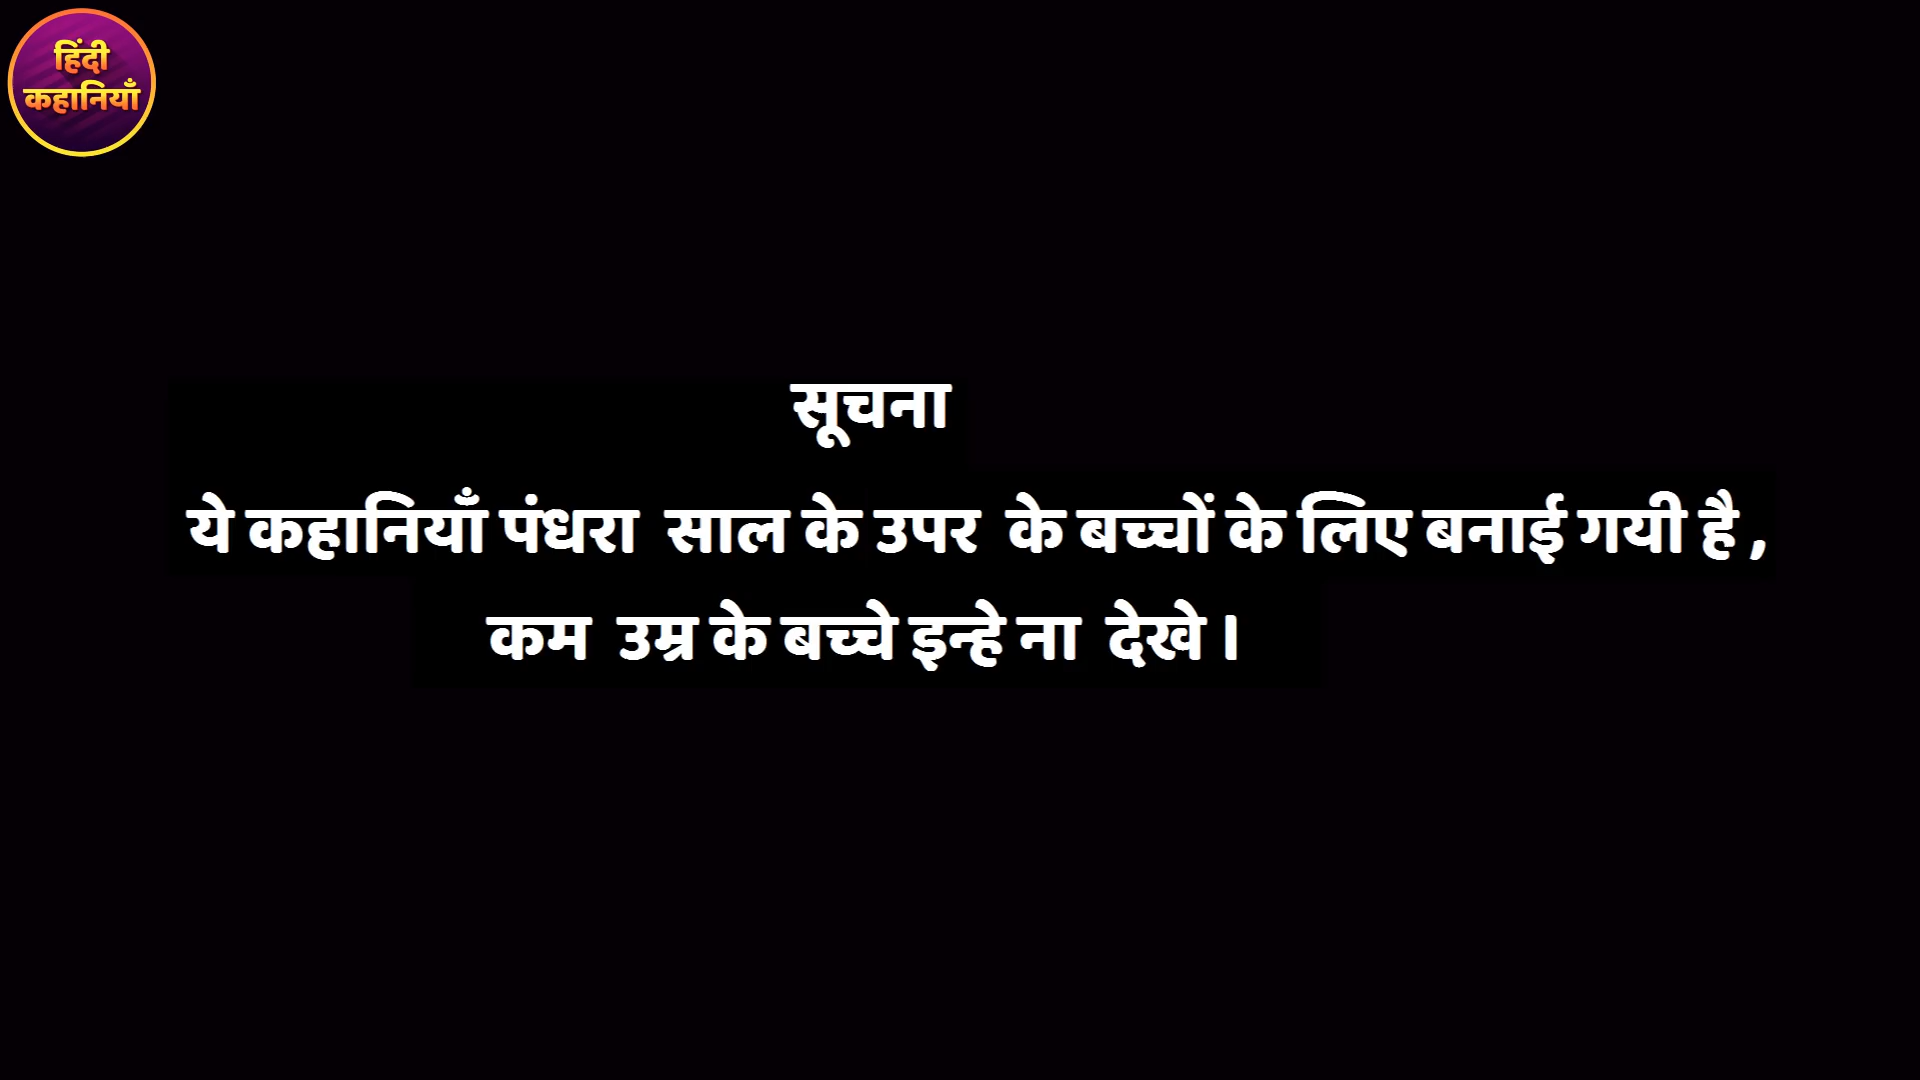 हिंदी
कहानियाँ
सूचना
ये कहानियाँ पंधरा साल के उपर के बच्चों के लिए बनाई गयी है ,
कम उम्र के बच्चे इन्हे ना देखे ।